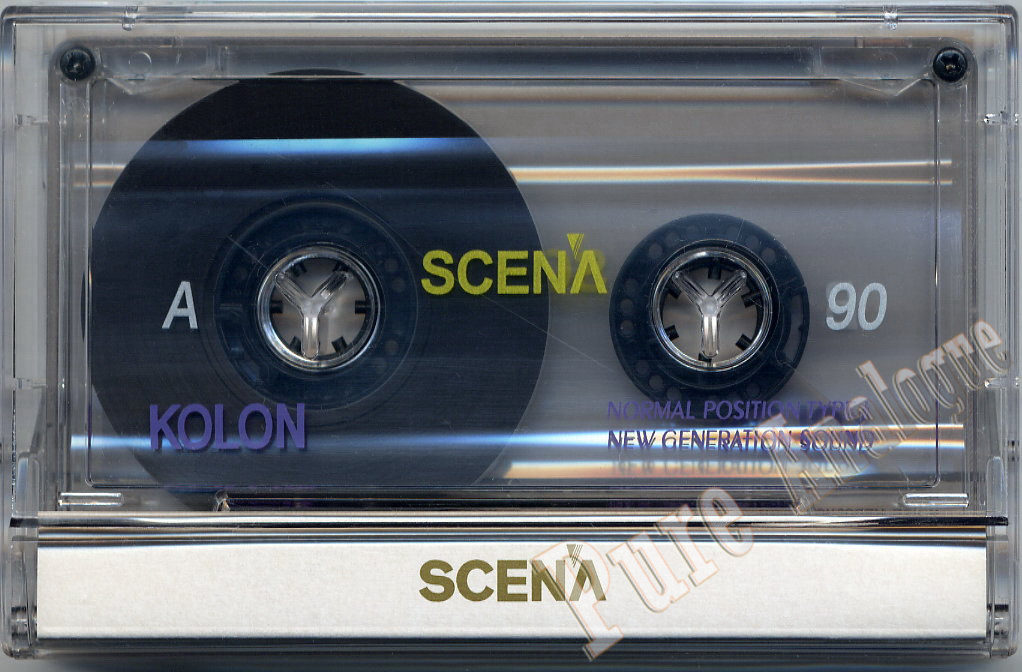 SCENA
A
90
KOLON
NORMAL POSITION TYPE I
NEW GENERATION SOUND
SCENA
Pure Analogue